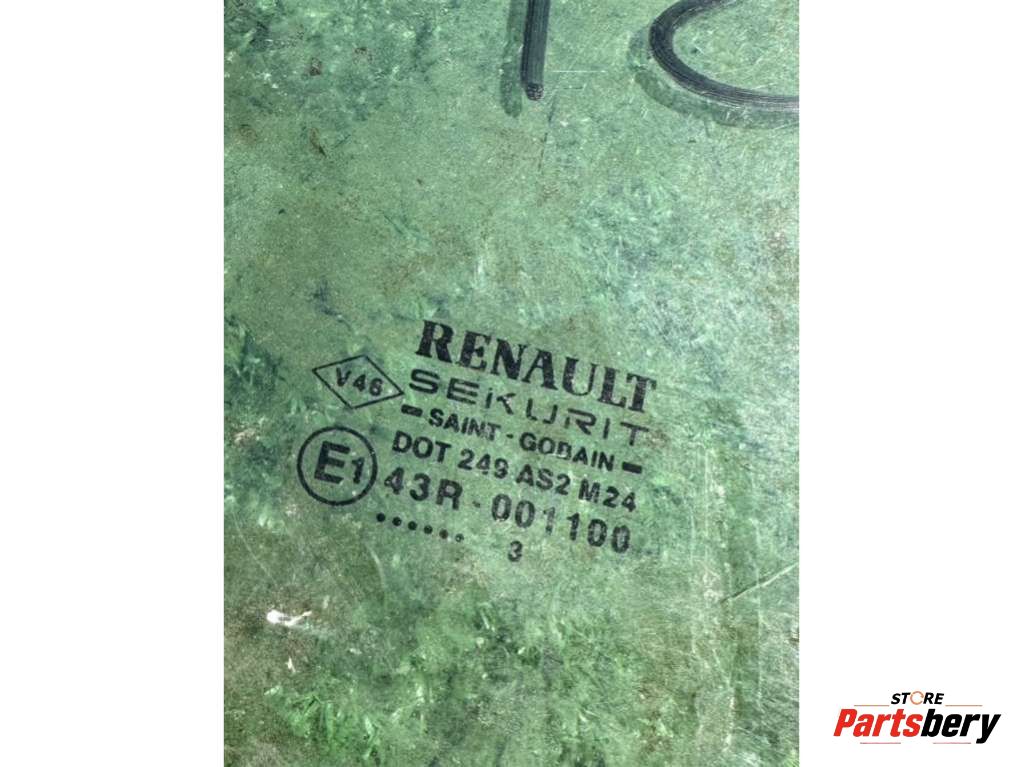 RENAULT
V46
SEKURIT
SAINT-GOBAIN
DOT 249 AS2 M24
E1
43R-001100
...... 3
STORE
Partsbery